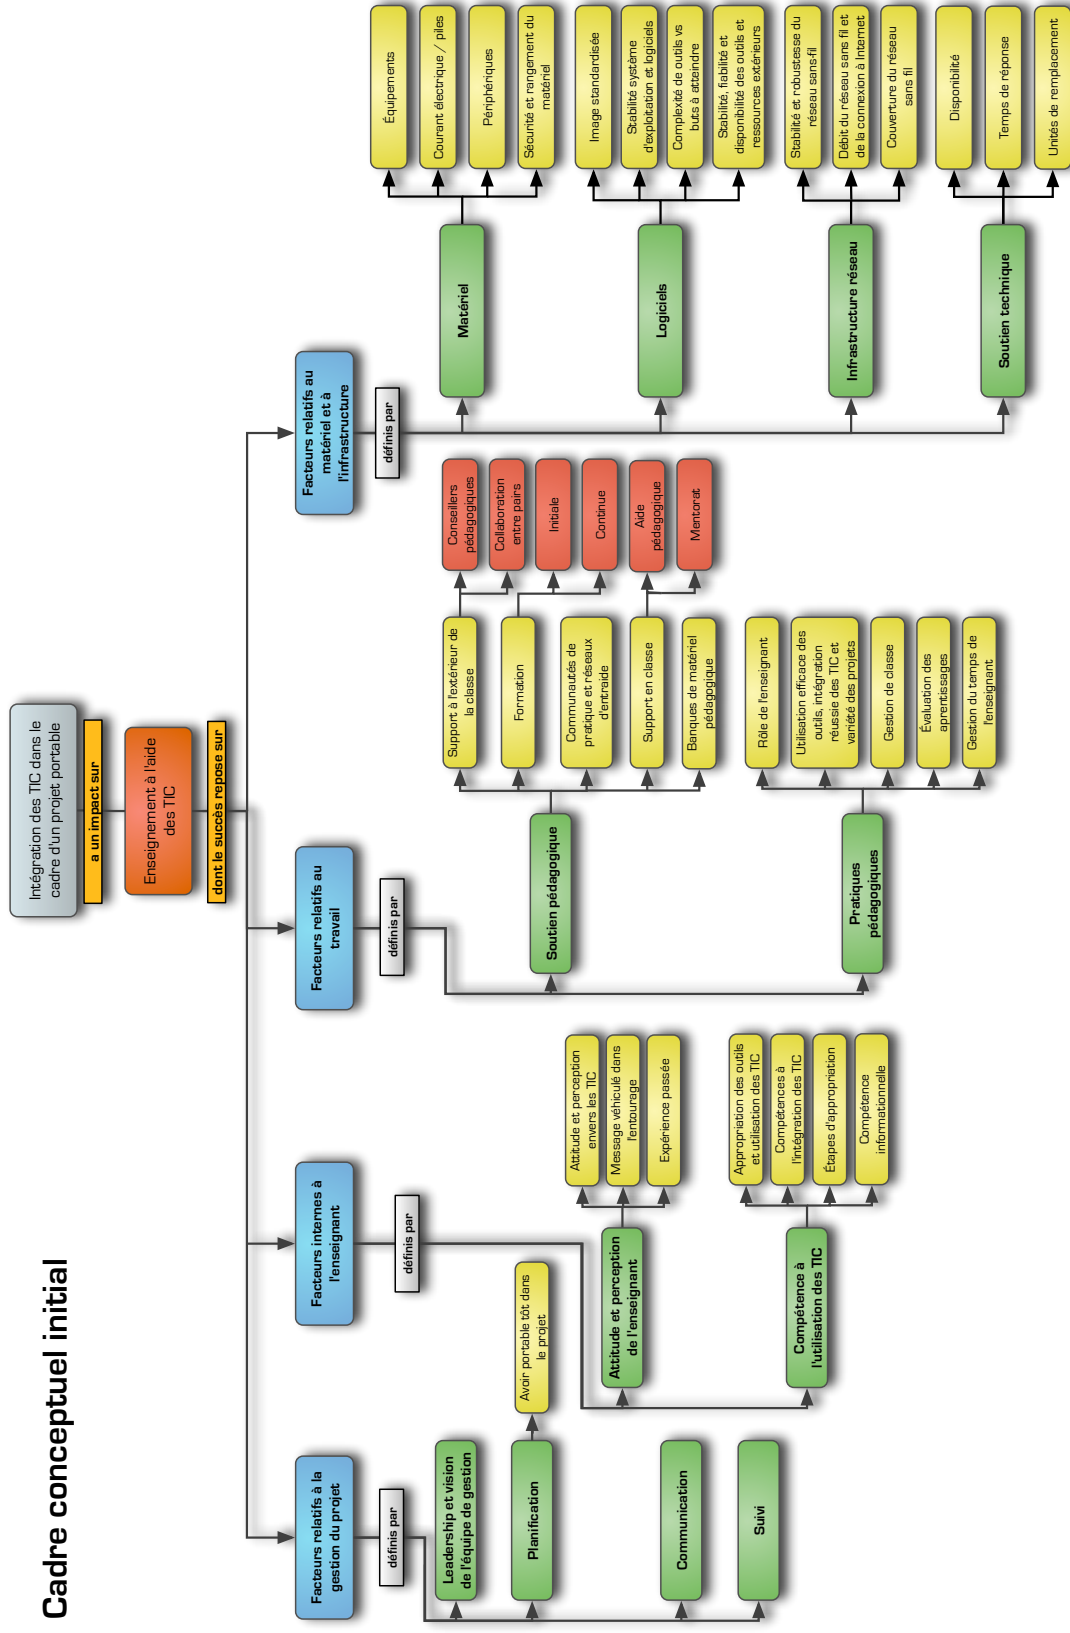 Cadre conceptuel initial
Intégration des TIC dans le
cadre d'un projet portable
a un impact sur
Enseignement à l'aide
des TIC
dont le succès repose sur
Facteurs relatifs à la
gestion du projet
définis par
Leadership et vision
de l'équipe de gestion
Planification
Avoir portable tôt dans
le projet
Communication
Suivi
Facteurs internes à
l'enseignant
définis par
Attitude et perception
de l'enseignant
Attitude et perception
envers les TIC
Message véhiculé dans
l'entourage
Expérience passée
Compétence à
l'utilisation des TIC
Appropriation des outils
et utilisation des TIC
Compétences à
l'intégration des TIC
Étapes d'appropriation
Compétence
informationnelle
Facteurs relatifs au
travail
définis par
Soutien pédagogique
Support à l'extérieur de
la classe
Conseillers
pédagogiques
Collaboration
entre pairs
Formation
Initiale
Continue
Communautés de
pratique et réseaux
d'entraide
Support en classe
Aide
pédagogique
Mentorat
Banques de matériel
pédagogique
Pratiques
pédagogiques
Rôle de l'enseignant
Utilisation efficace des
outils, intégration
réussie des TIC et
variété des projets
Gestion de classe
Évaluation des
aprentissages
Gestion du temps de
l'enseignant
Facteurs relatifs au
matériel et à
l'infrastructure
définis par
Matériel
Équipements
Courant électrique / piles
Périphériques
Sécurité et rangement du
matériel
Logiciels
Image standardisée
Stabilité système
d'exploitation et logiciels
Complexité de outils vs
buts à atteindre
Stabilité, fiabilité et
disponibilité des outils et
ressources extérieurs
Infrastructure réseau
Stabilité et robustesse du
réseau sans-fil
Débit du réseau sans fil et
de la connexion à Internet
Couverture du réseau
sans fil
Soutien technique
Disponibilité
Temps de réponse
Unités de remplacement